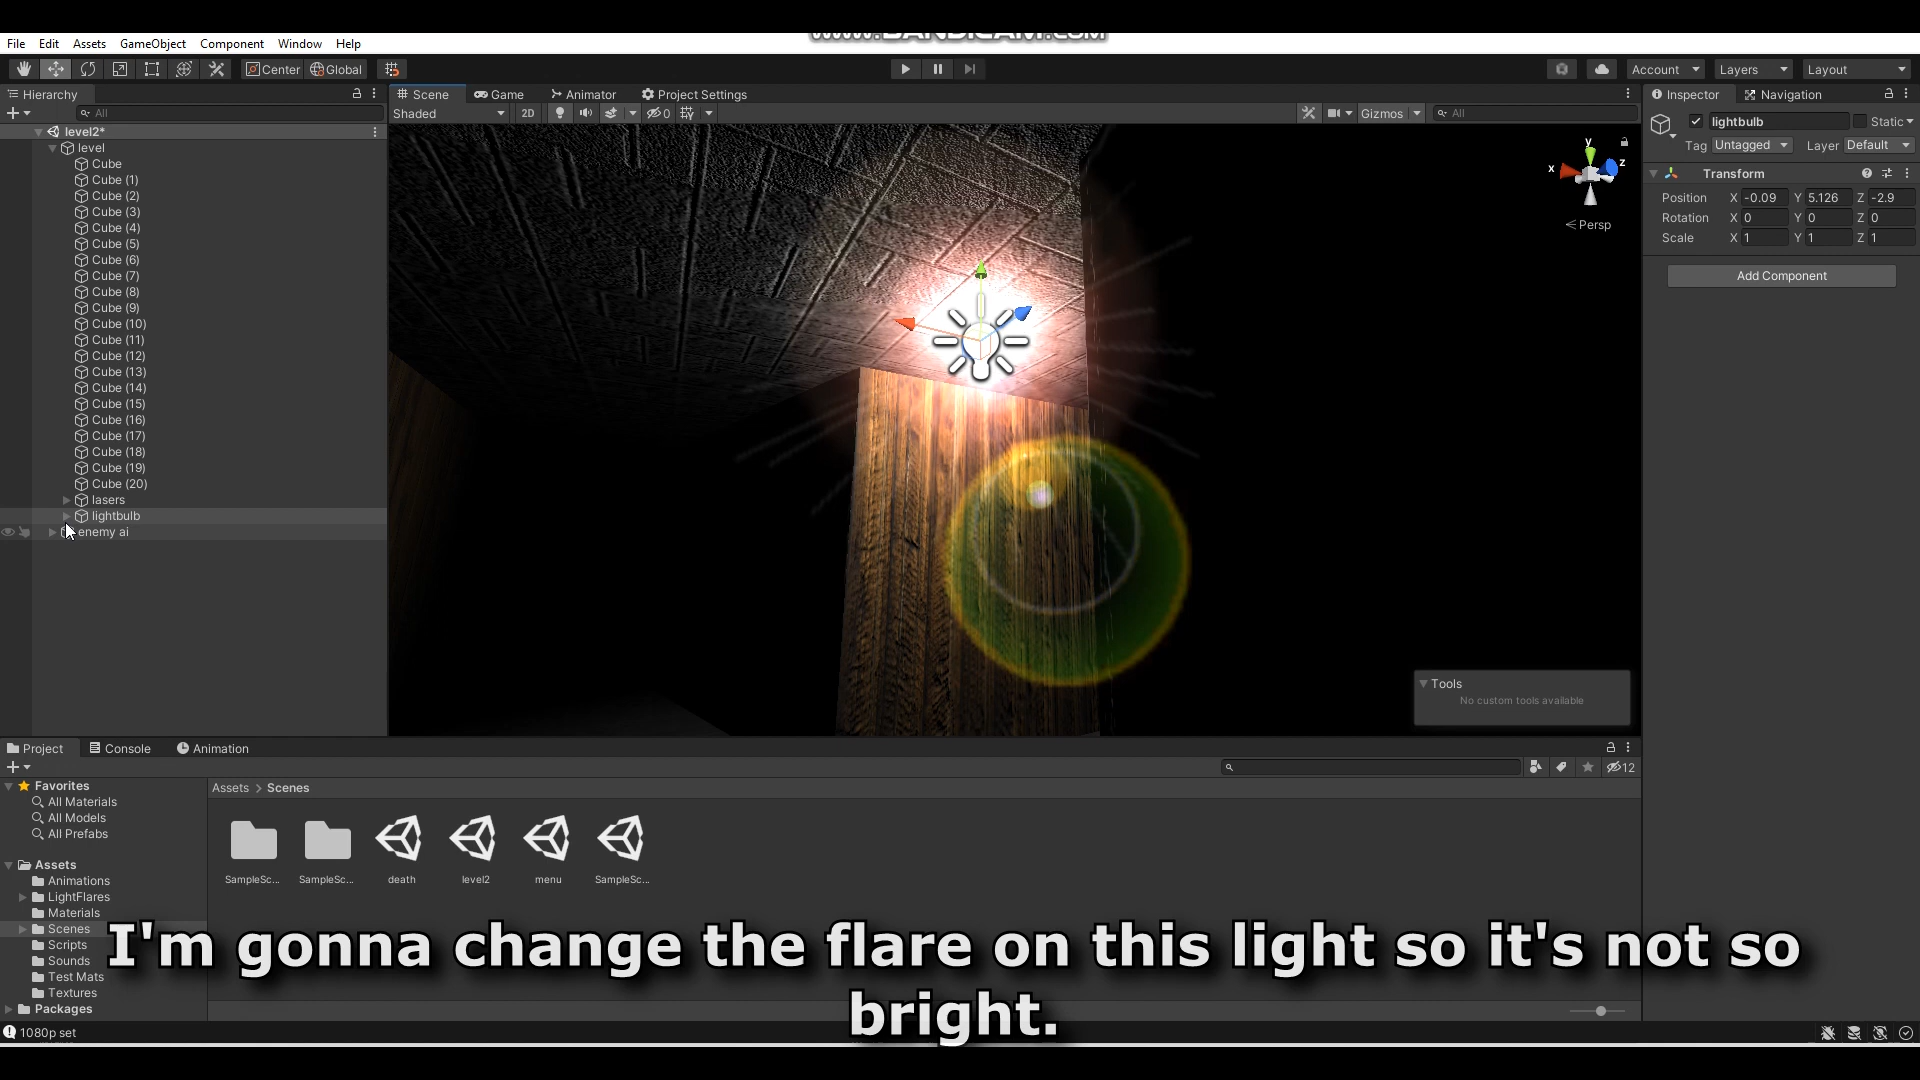 www.BANDICAM.com
File Edit Assets GameObject Component Window Help
Center Global Account Layers Layout
Hierarchy
All
level2*
level
Cube
Cube (1)
Cube (2)
Cube (3)
Cube (4)
Cube (5)
Cube (6)
Cube (7)
Cube (8)
Cube (9)
Cube (10)
Cube (11)
Cube (12)
Cube (13)
Cube (14)
Cube (15)
Cube (16)
Cube (17)
Cube (18)
Cube (19)
Cube (20)
lasers
lightbulb
enemy ai
Scene Game Animator Project Settings
Shaded 2D 0 Gizmos All
y
x z
Persp
Tools
No custom tools available
Inspector Navigation
lightbulb Static
Tag Untagged Layer Default
Transform
Position X -0.09 Y 5.126 Z -2.9
Rotation X 0 Y 0 Z 0
Scale X 1 Y 1 Z 1
Add Component
Project Console Animation
12
Favorites
All Materials
All Models
All Prefabs
Assets
Animations
LightFlares
Materials
Scenes
Scripts
Sounds
Test Mats
Textures
Packages
Assets > Scenes
SampleSc... SampleSc... death level2 menu SampleSc...
I'm gonna change the flare on this light so it's not so
bright.
1080p set